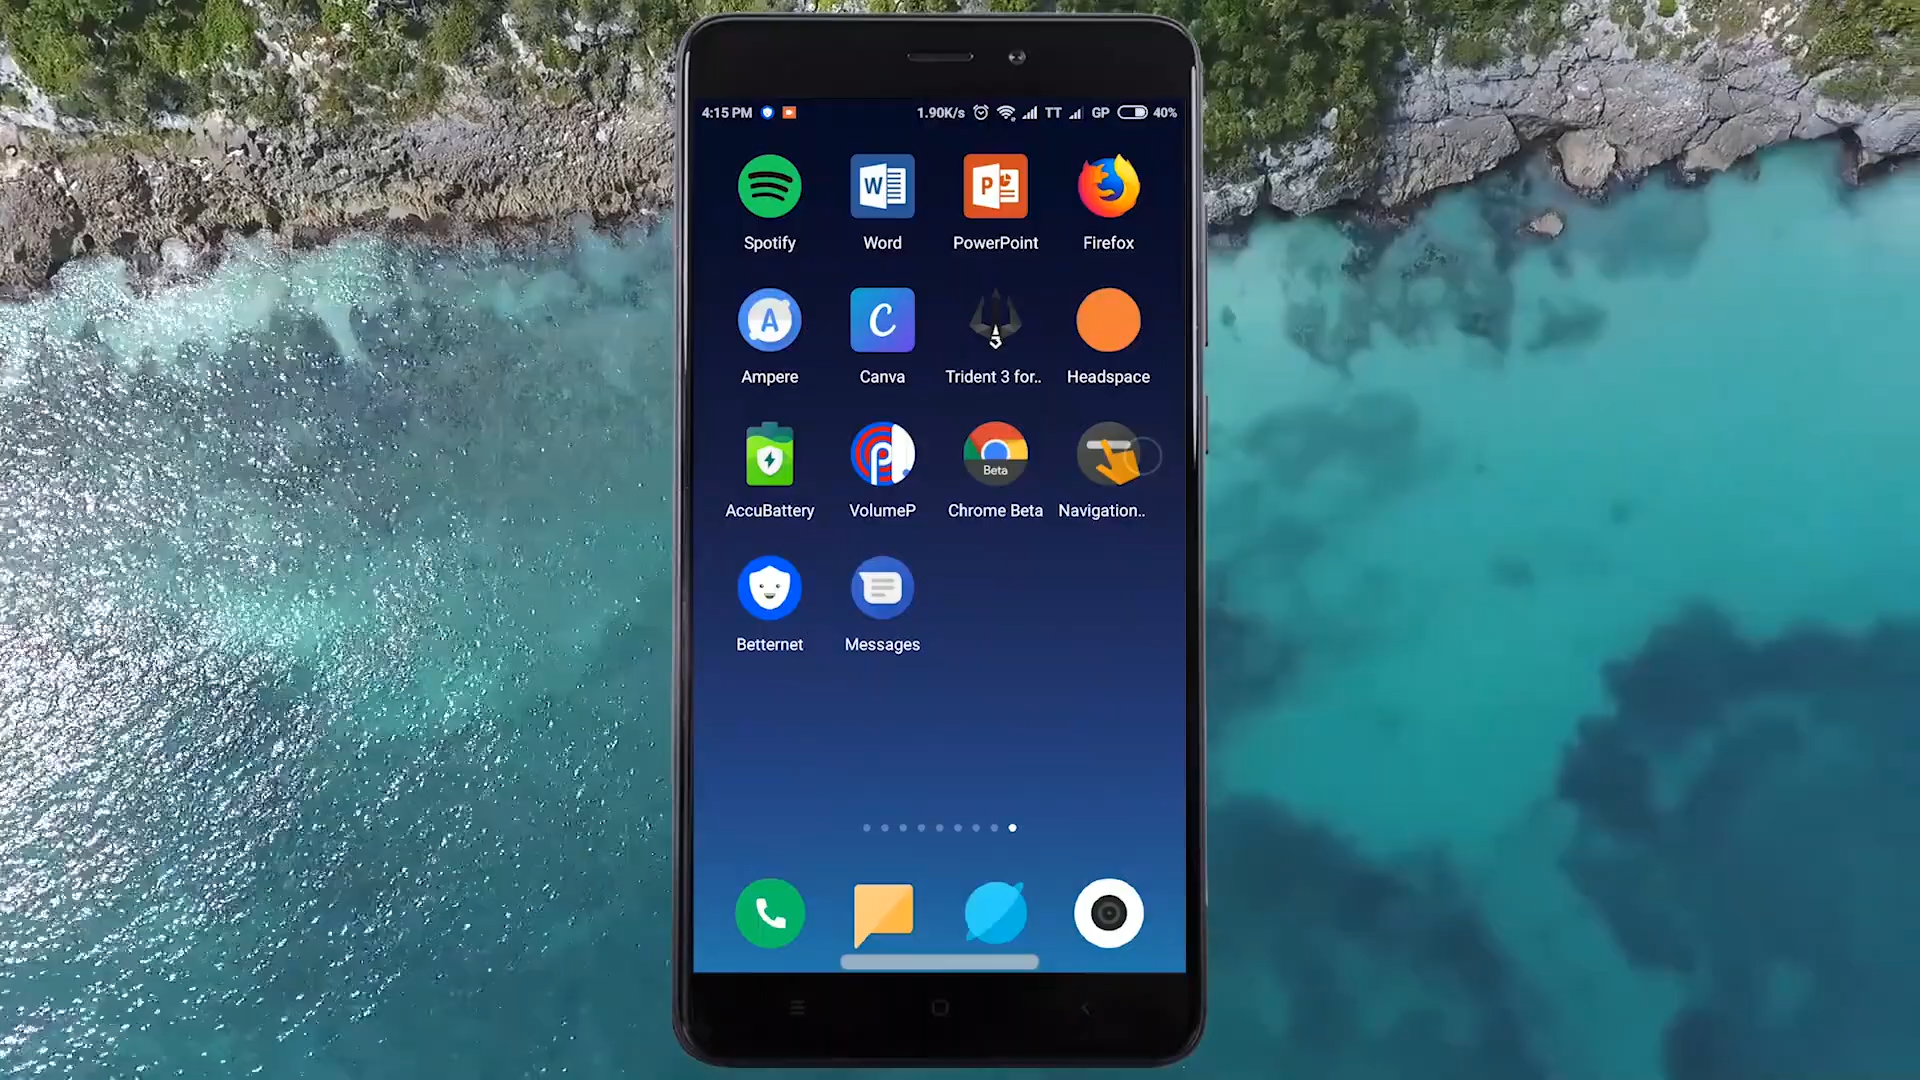 4:15 PM 1.90K/s TT GP 40%
W P
Spotify Word PowerPoint Firefox
A C 3
Ampere Canva Trident 3 for.. Headspace
P Beta
AccuBattery VolumeP Chrome Beta Navigation..
Betternet Messages